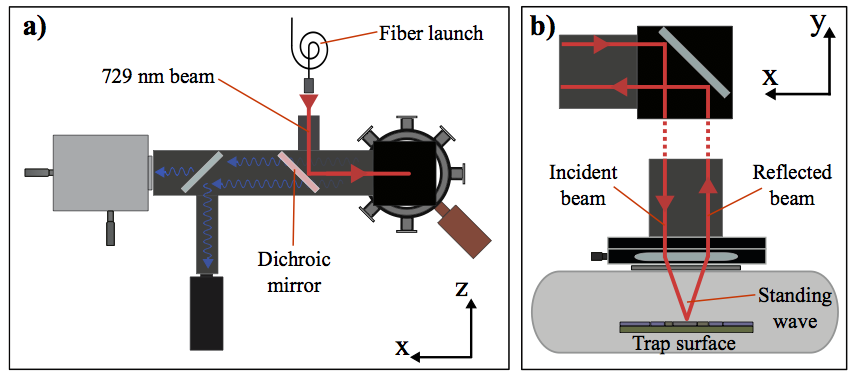 a)
Fiber launch
729 nm beam
Dichroic
mirror
z
x
b)
y
x
Incident
beam
Reflected
beam
Standing
wave
Trap surface